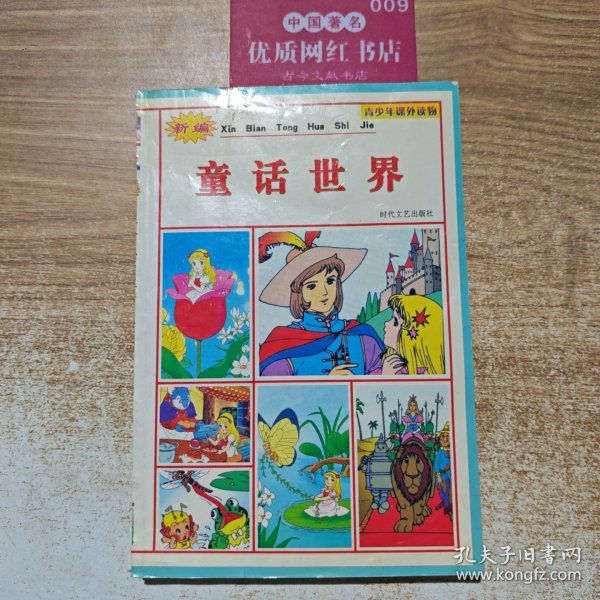 009
中国著名
优质网红书店
古今文献书店
青少年课外读物
新编
Xin Bian Tong Hua Shi Jie
童话世界
时代文艺出版社
孔夫子旧书网
www.kongfz.com